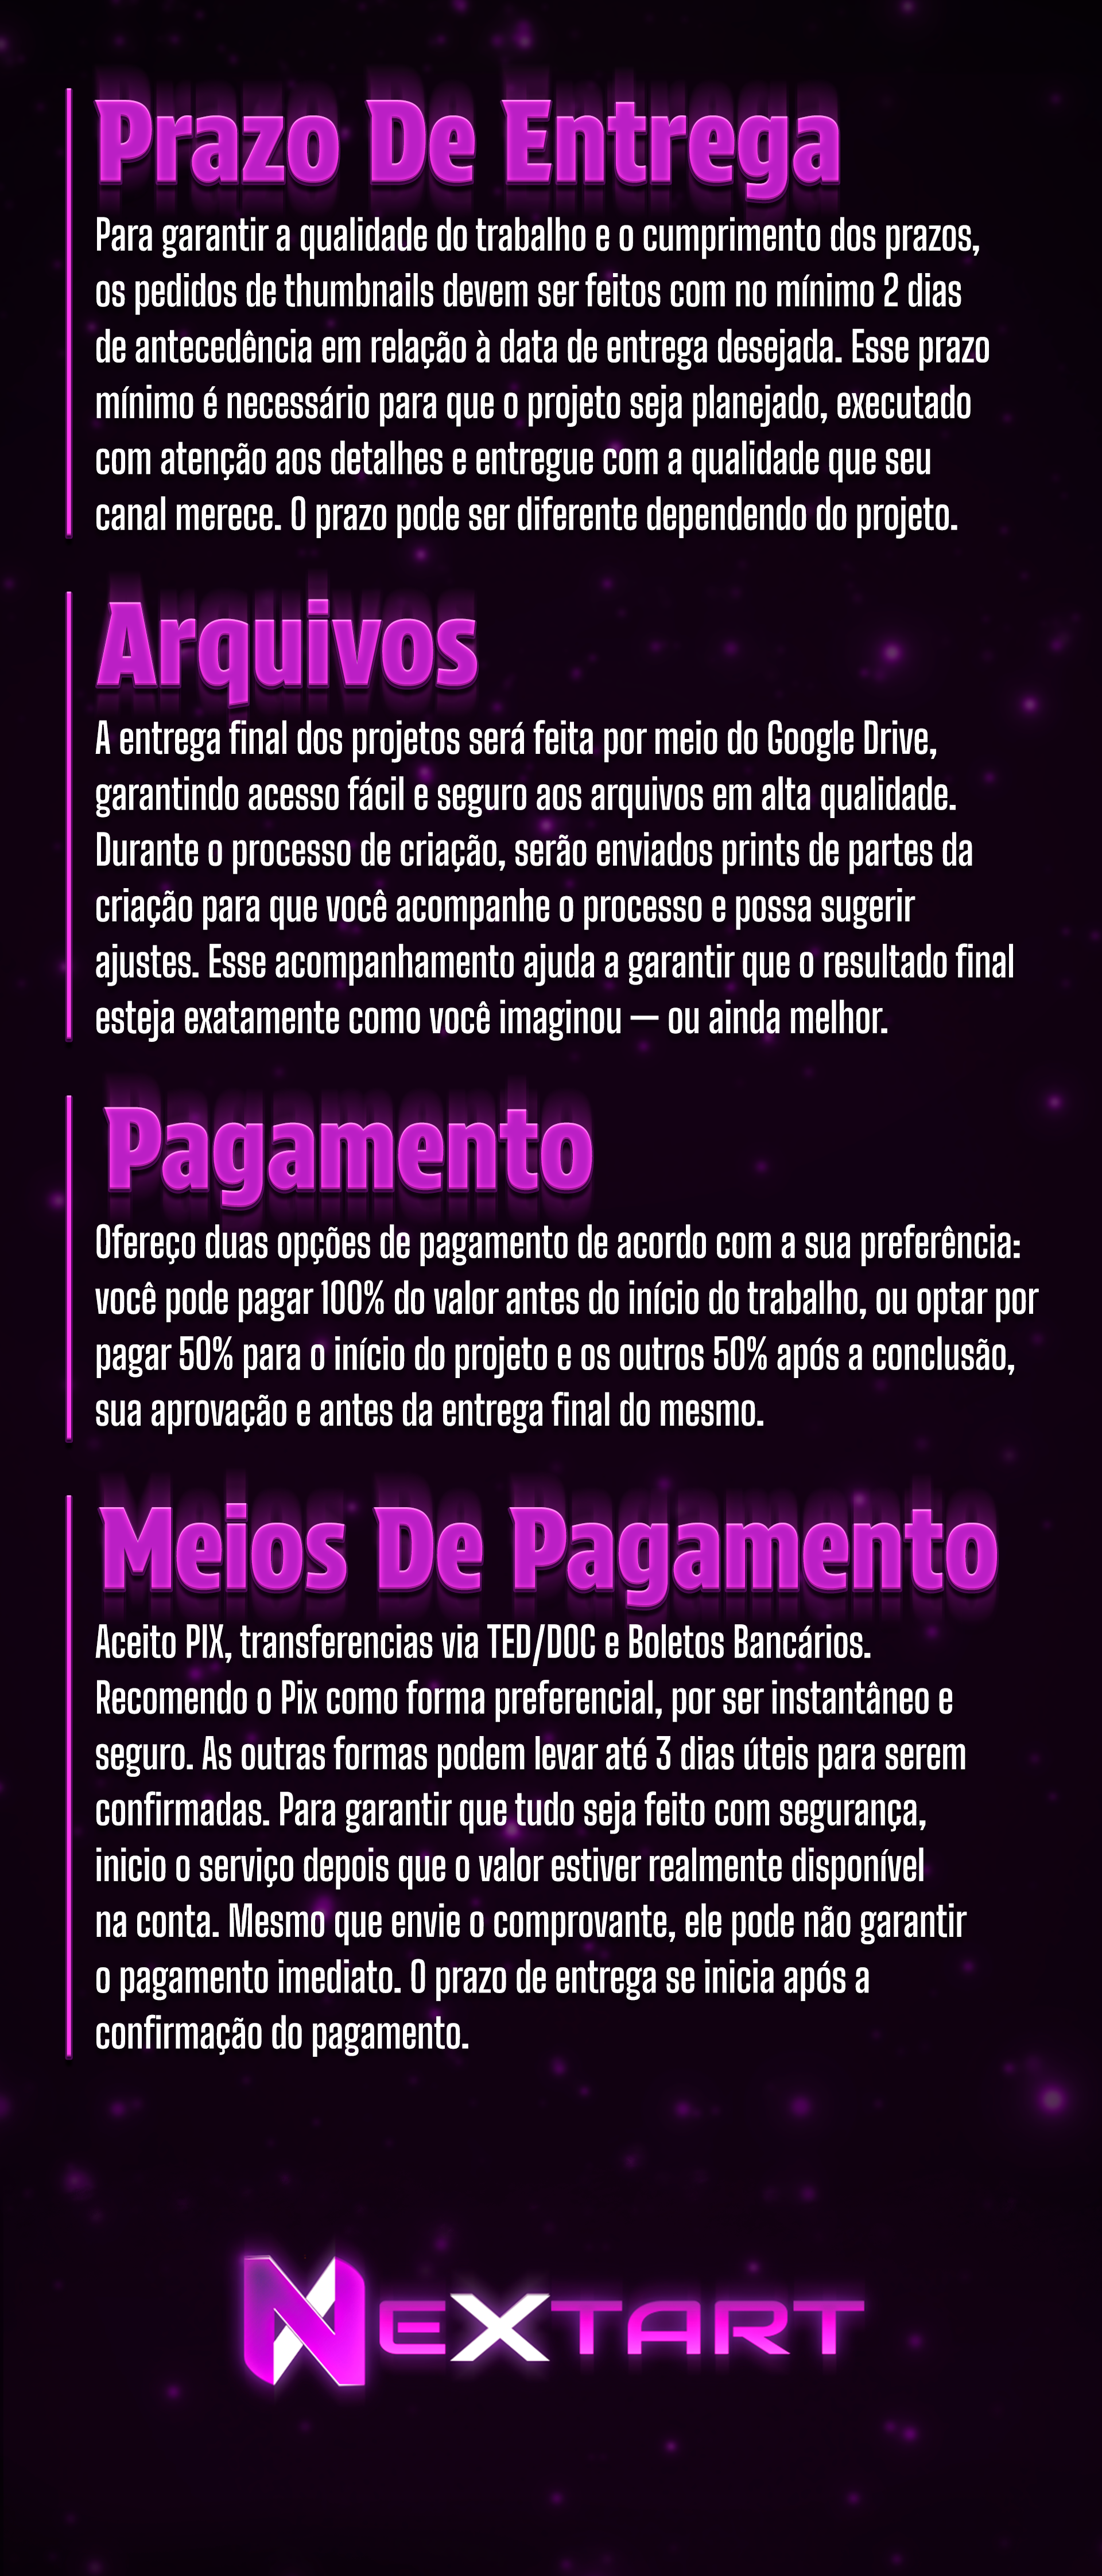 Prazo De Entrega
Para garantir a qualidade do trabalho e o cumprimento dos prazos,
os pedidos de thumbnails devem ser feitos com no mínimo 2 dias
de antecedência em relação à data de entrega desejada. Esse prazo
mínimo é necessário para que o projeto seja planejado, executado
com atenção aos detalhes e entregue com a qualidade que seu
canal merece. O prazo pode ser diferente dependendo do projeto.
Arquivos
A entrega final dos projetos será feita por meio do Google Drive,
garantindo acesso fácil e seguro aos arquivos em alta qualidade.
Durante o processo de criação, serão enviados prints de partes da
criação para que você acompanhe o processo e possa sugerir
ajustes. Esse acompanhamento ajuda a garantir que o resultado final
esteja exatamente como você imaginou — ou ainda melhor.
Pagamento
Ofereço duas opções de pagamento de acordo com a sua preferência:
você pode pagar 100% do valor antes do início do trabalho, ou optar por
pagar 50% para o início do projeto e os outros 50% após a conclusão,
sua aprovação e antes da entrega final do mesmo.
Meios De Pagamento
Aceito PIX, transferencias via TED/DOC e Boletos Bancários.
Recomendo o Pix como forma preferencial, por ser instantâneo e
seguro. As outras formas podem levar até 3 dias úteis para serem
confirmadas. Para garantir que tudo seja feito com segurança,
inicio o serviço depois que o valor estiver realmente disponível
na conta. Mesmo que envie o comprovante, ele pode não garantir
o pagamento imediato. O prazo de entrega se inicia após a
confirmação do pagamento.
NEXTART